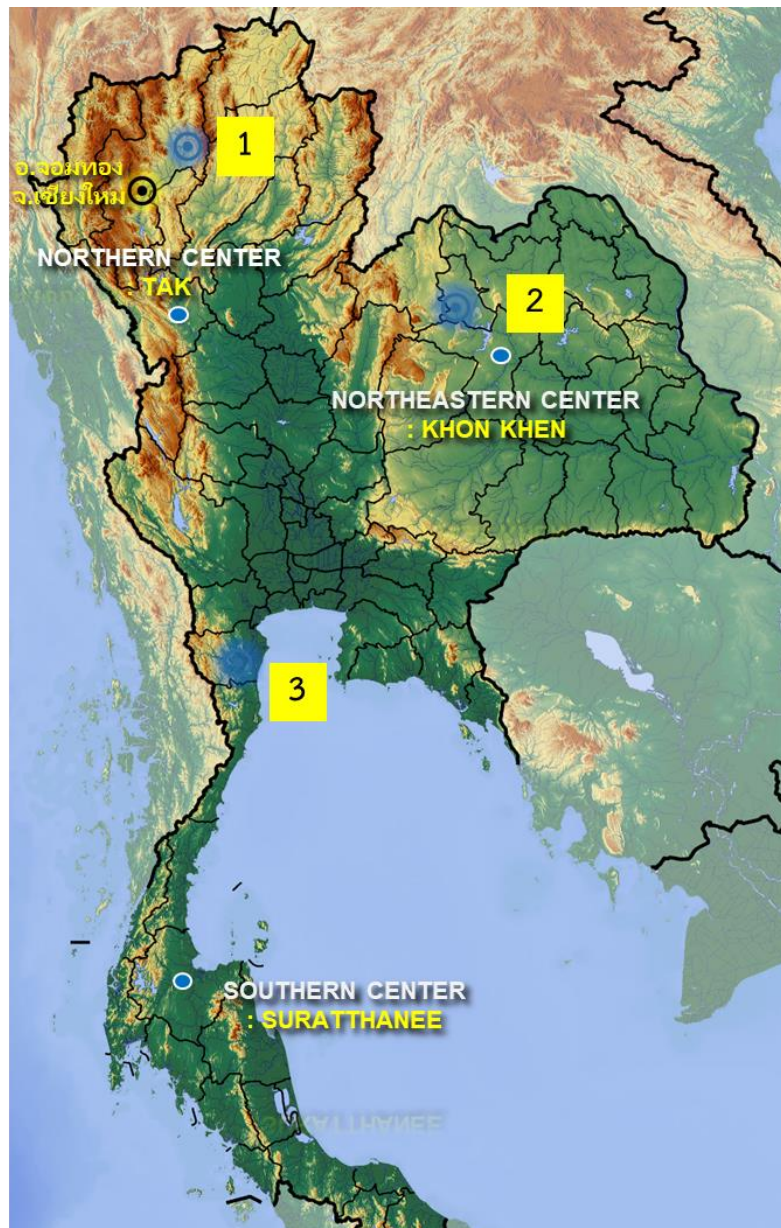 1
อ.จอมทอง
จ.เชียงใหม่
NORTHERN CENTER
: TAK
2
NORTHEASTERN CENTER
: KHON KHEN
3
SOUTHERN CENTER
: SURATTHANEE